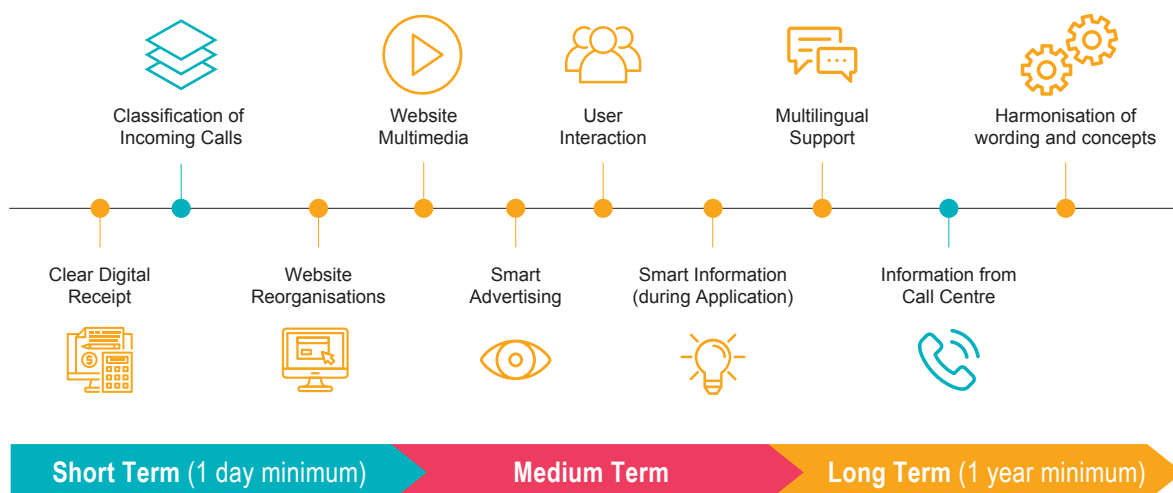 Classification of
Incoming Calls
Website
Multimedia
User
Interaction
Multilingual
Support
Harmonisation of
wording and concepts
Clear Digital
Receipt
Website
Reorganisations
Smart
Advertising
Smart Information
(during Application)
Information from
Call Centre
$
Short Term (1 day minimum)
Medium Term
Long Term (1 year minimum)